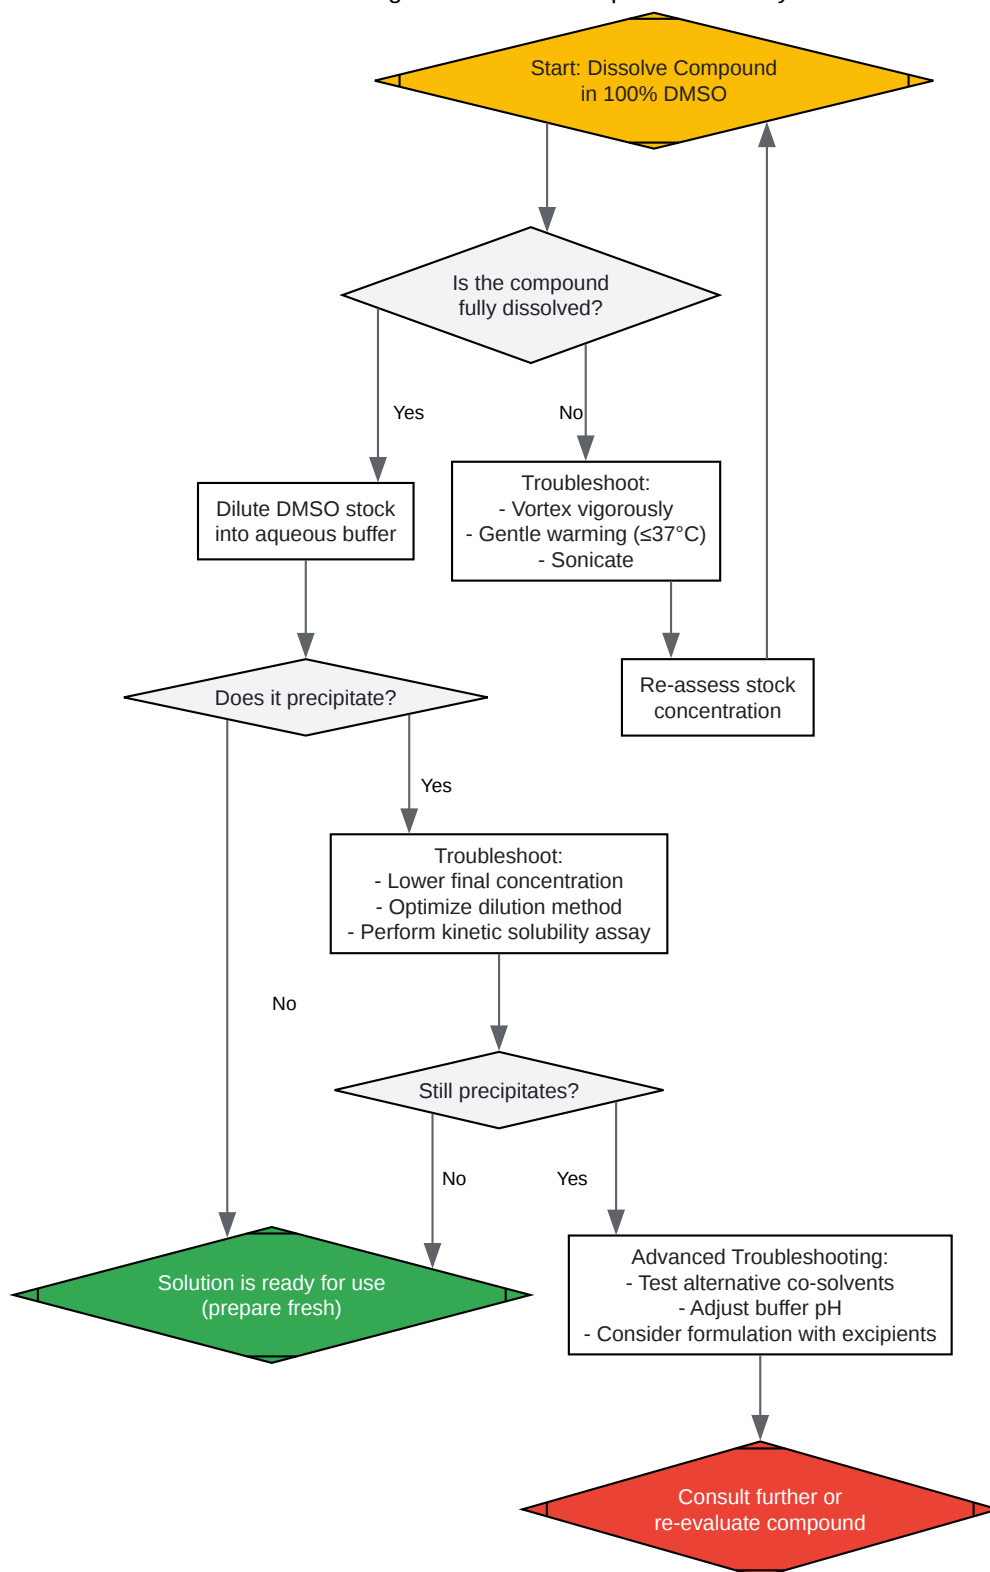 Start: Dissolve Compound
in 100% DMSO
Is the compound
fully dissolved?
Yes
No
Dilute DMSO stock
into aqueous buffer
Troubleshoot:
- Vortex vigorously
- Gentle warming (≤37°C)
- Sonicate
Re-assess stock
concentration
Does it precipitate?
Yes
Troubleshoot:
- Lower final concentration
- Optimize dilution method
- Perform kinetic solubility assay
No
Still precipitates?
No
Yes
Solution is ready for use
(prepare fresh)
Advanced Troubleshooting:
- Test alternative co-solvents
- Adjust buffer pH
- Consider formulation with excipients
Consult further or
re-evaluate compound